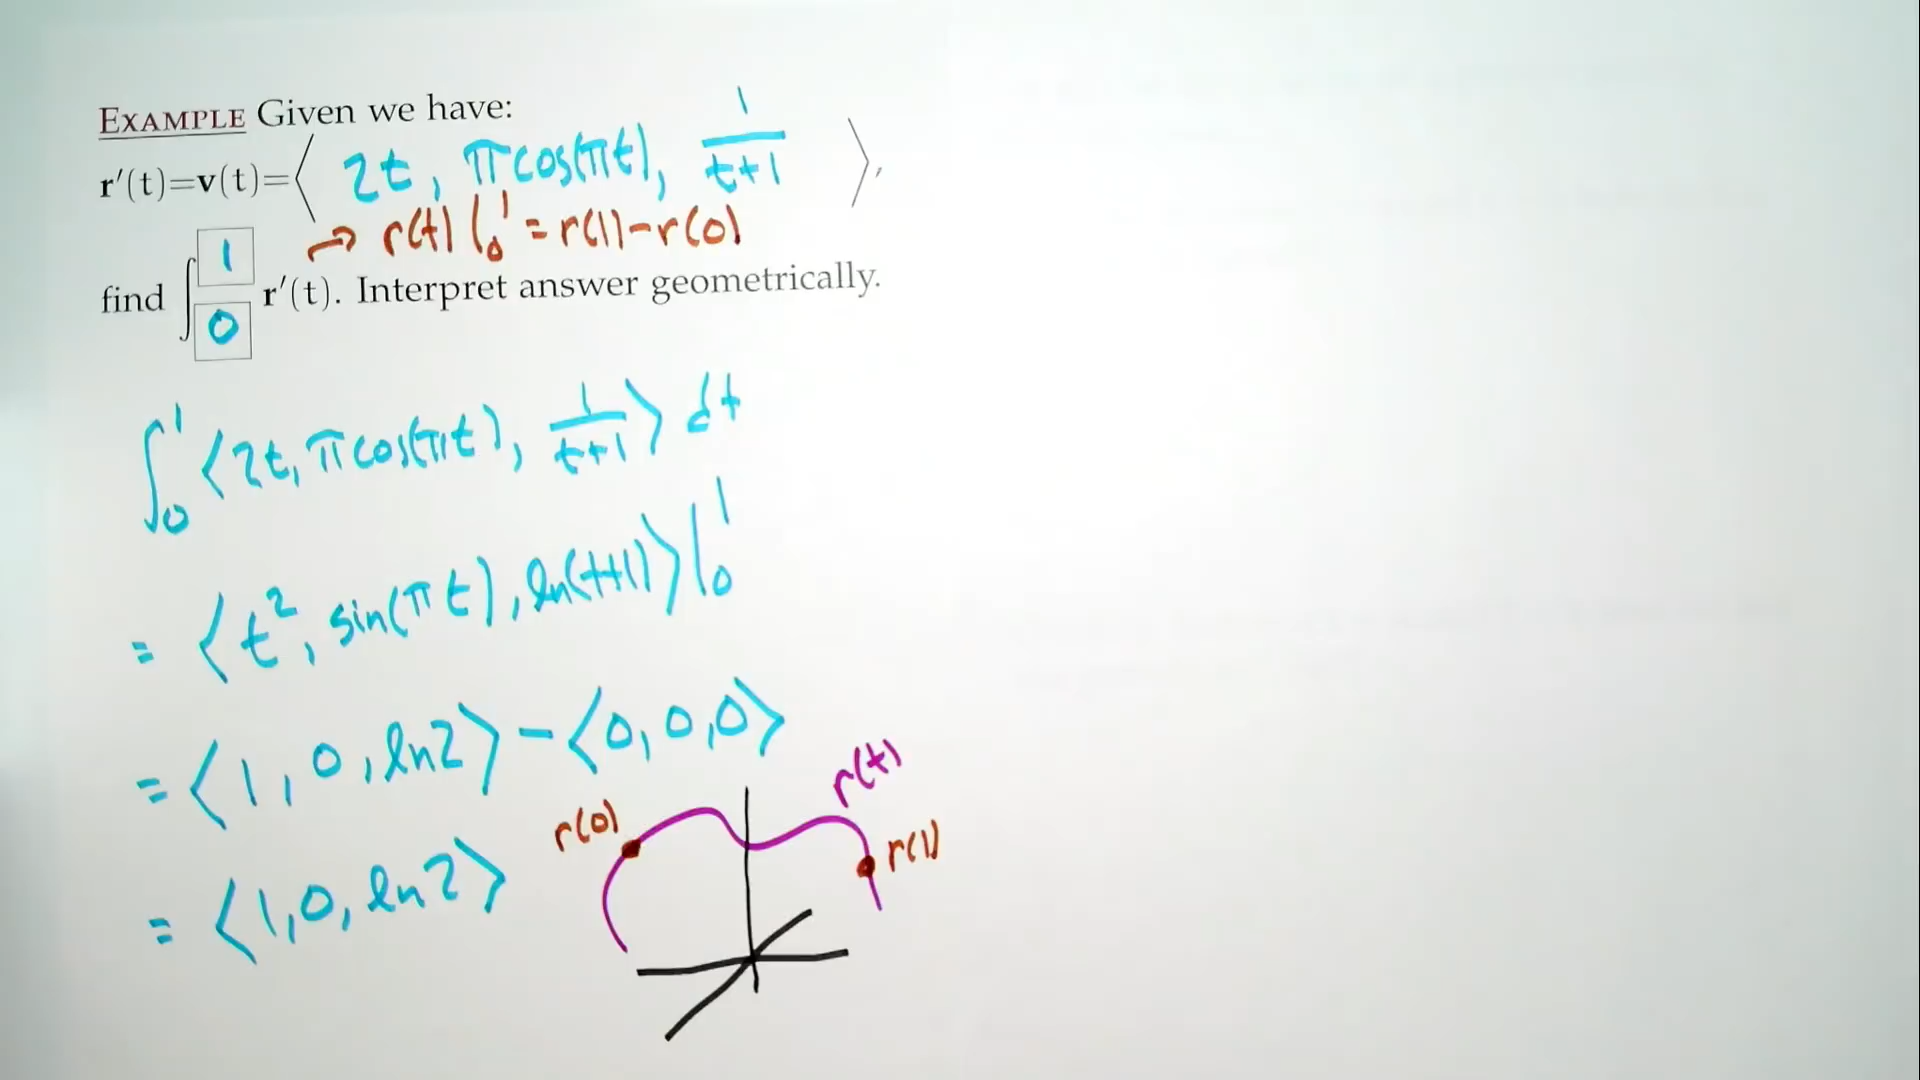 EXAMPLE Given we have:
r′(t)=v(t)=⟨ 2t, πcos(πt), 1/(t+1) ⟩,
→ r(t)|₀¹ = r(1)-r(0)
find ∫₀¹ r′(t). Interpret answer geometrically.
∫₀¹ ⟨2t, πcos(πt), 1/(t+1)⟩ dt
= ⟨t², sin(πt), ln(t+1)⟩|₀¹
= ⟨1, 0, ln2⟩ - ⟨0, 0, 0⟩
r(t)
r(0)
r(1)
= ⟨1, 0, ln2⟩